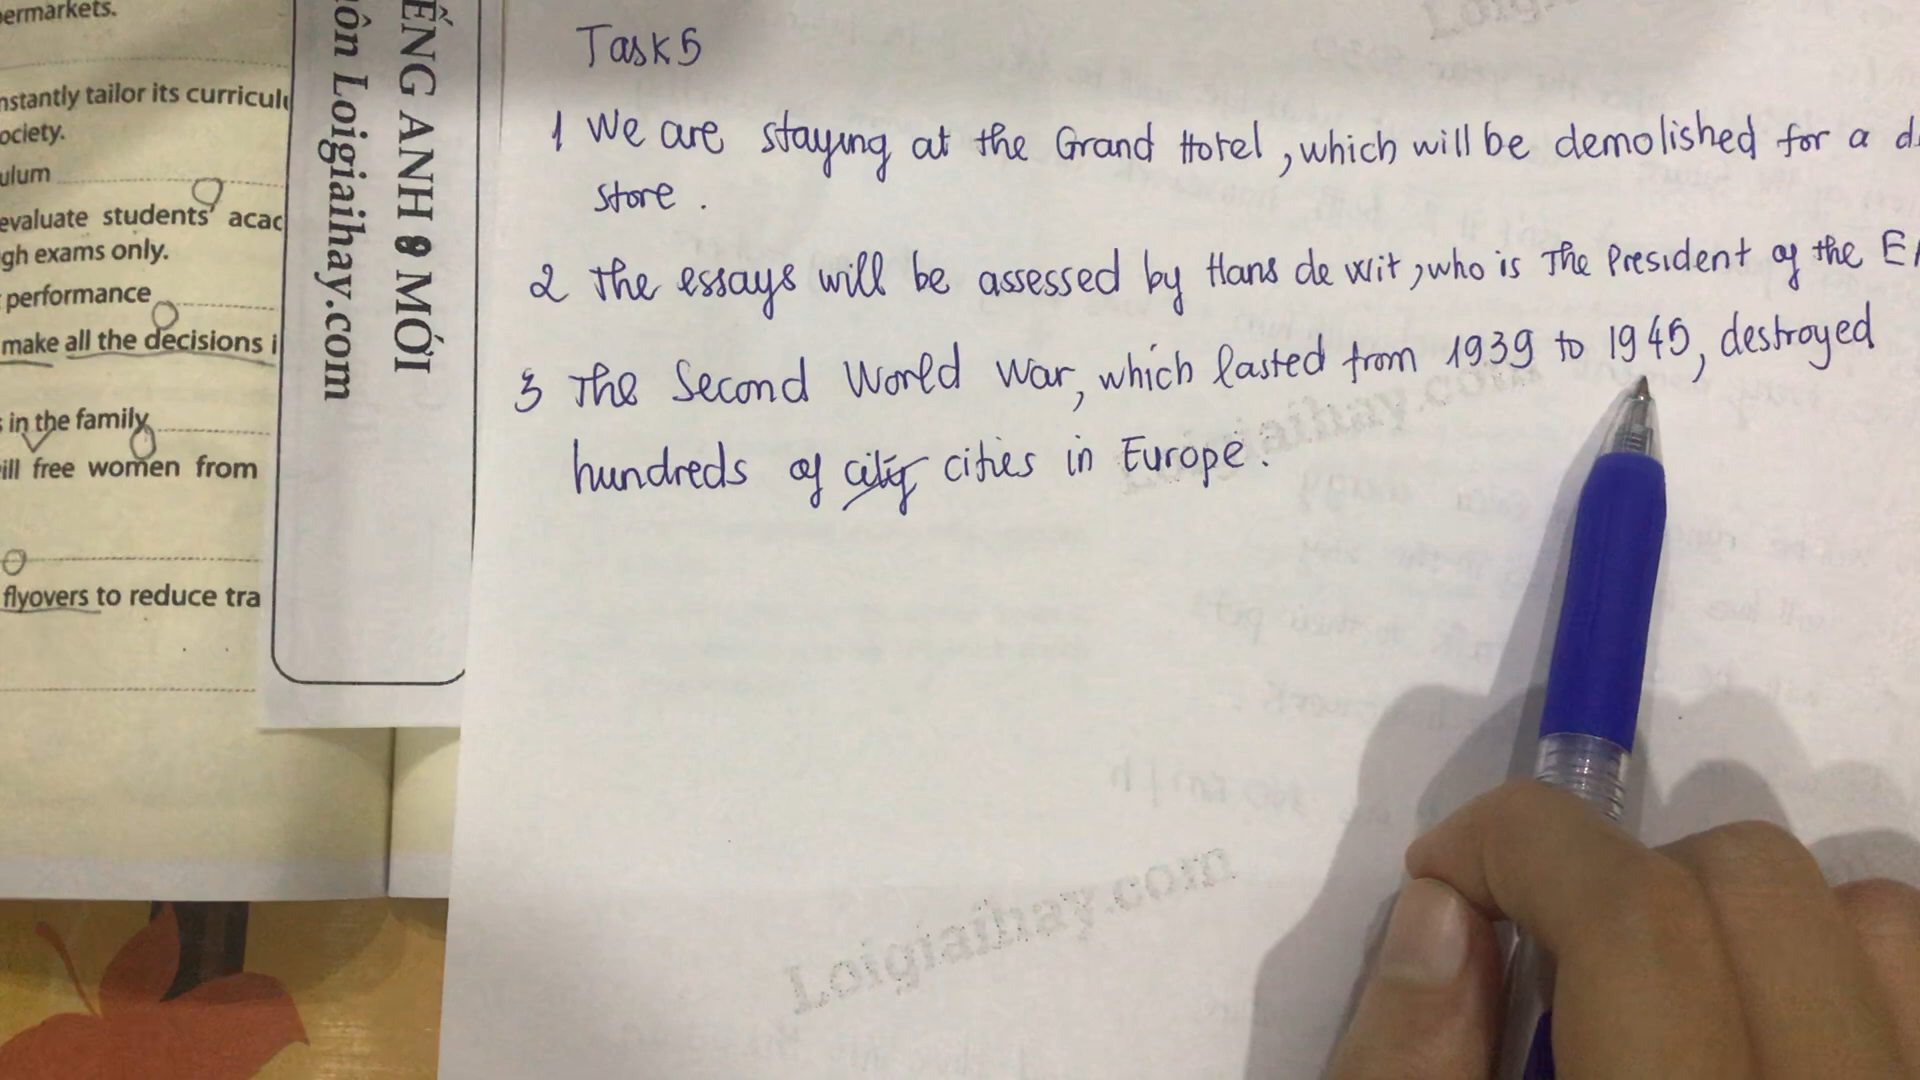 ermarkets.
nstantly tailor its curricul
ociety.
ulum
evaluate students' acad
gh exams only.
performance
make all the decisions i
in the family
ill free women from
flyovers to reduce tra
ẾNG ANH 9 MỚI
ôn Loigiaihay.com
Task 5
1 We are staying at the Grand Hotel, which will be demolished for a d
store.
2 The essays will be assessed by Hans de Wit, who is The President of the E
3 The Second World War, which lasted from 1939 to 1945, destroyed
hundreds of city cities in Europe.
Loigiaihay.com
Loigiaihay.com